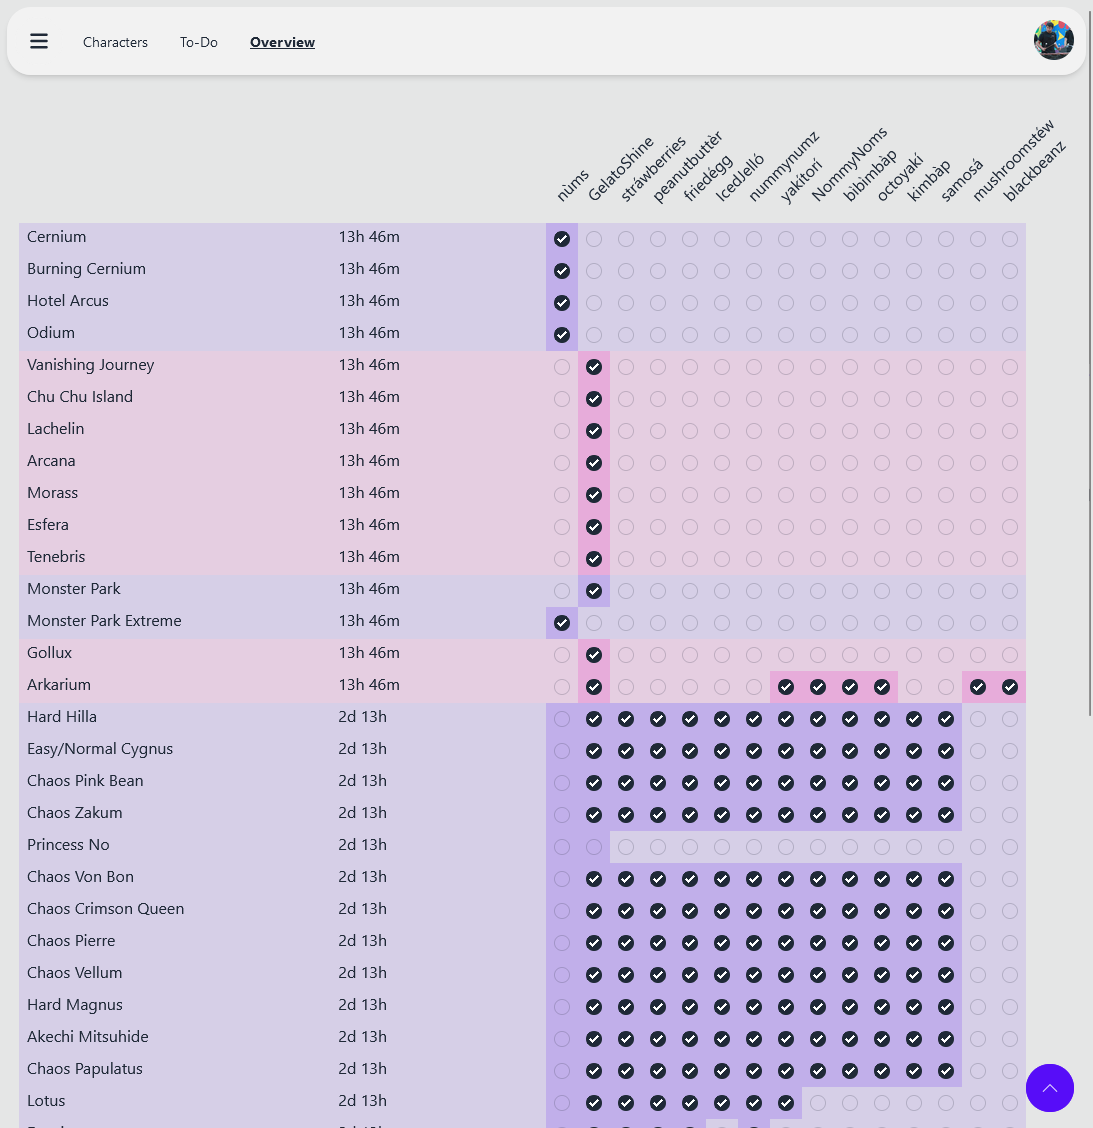 Characters To-Do Overview
nùms
GelatoShine
stráwberries
peanutbuttèr
friedégg
IcedJelló
nummynumz
yakítorí
NommyNoms
bibimbàp
octoyakí
kimbàp
samosá
mushroomstéw
blackbeanz
Cernium 13h 46m
Burning Cernium 13h 46m
Hotel Arcus 13h 46m
Odium 13h 46m
Vanishing Journey 13h 46m
Chu Chu Island 13h 46m
Lachelin 13h 46m
Arcana 13h 46m
Morass 13h 46m
Esfera 13h 46m
Tenebris 13h 46m
Monster Park 13h 46m
Monster Park Extreme 13h 46m
Gollux 13h 46m
Arkarium 13h 46m
Hard Hilla 2d 13h
Easy/Normal Cygnus 2d 13h
Chaos Pink Bean 2d 13h
Chaos Zakum 2d 13h
Princess No 2d 13h
Chaos Von Bon 2d 13h
Chaos Crimson Queen 2d 13h
Chaos Pierre 2d 13h
Chaos Vellum 2d 13h
Hard Magnus 2d 13h
Akechi Mitsuhide 2d 13h
Chaos Papulatus 2d 13h
Lotus 2d 13h